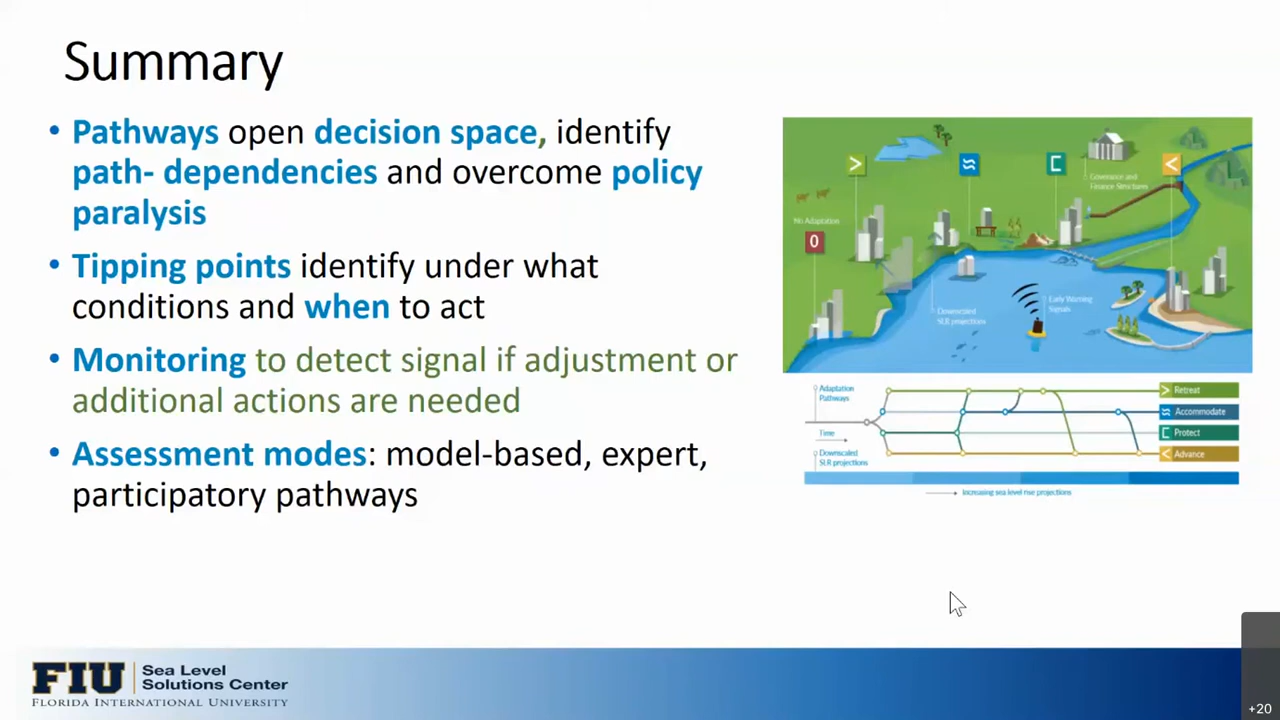 Summary
• Pathways open decision space, identify
path- dependencies and overcome policy
paralysis
• Tipping points identify under what
conditions and when to act
• Monitoring to detect signal if adjustment or
additional actions are needed
• Assessment modes: model-based, expert,
participatory pathways
Governance and
Finance Structures
No Adaptation
0
Downscaled
SLR projections
Early Warning
Signals
Adaptation
Pathways
Time
Downscaled
SLR projections
Retreat
Accommodate
Protect
Advance
Increasing sea level rise projections
FIU
Sea Level
Solutions Center
FLORIDA INTERNATIONAL UNIVERSITY
+20